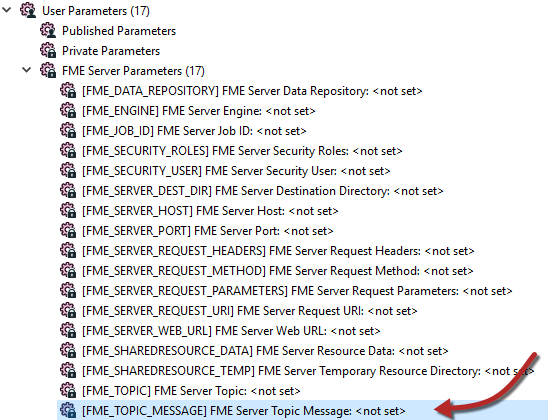 User Parameters (17)
Published Parameters
Private Parameters
FME Server Parameters (17)
[FME_DATA_REPOSITORY] FME Server Data Repository: <not set>
[FME_ENGINE] FME Server Engine: <not set>
[FME_JOB_ID] FME Server Job ID: <not set>
[FME_SECURITY_ROLES] FME Server Security Roles: <not set>
[FME_SECURITY_USER] FME Server Security User: <not set>
[FME_SERVER_DEST_DIR] FME Server Destination Directory: <not set>
[FME_SERVER_HOST] FME Server Host: <not set>
[FME_SERVER_PORT] FME Server Port: <not set>
[FME_SERVER_REQUEST_HEADERS] FME Server Request Headers: <not set>
[FME_SERVER_REQUEST_METHOD] FME Server Request Method: <not set>
[FME_SERVER_REQUEST_PARAMETERS] FME Server Request Parameters: <not set>
[FME_SERVER_REQUEST_URI] FME Server Request URI: <not set>
[FME_SERVER_WEB_URL] FME Server Web URL: <not set>
[FME_SHAREDRESOURCE_DATA] FME Server Resource Data: <not set>
[FME_SHAREDRESOURCE_TEMP] FME Server Temporary Resource Directory: <not set>
[FME_TOPIC] FME Server Topic: <not set>
[FME_TOPIC_MESSAGE] FME Server Topic Message: <not set>